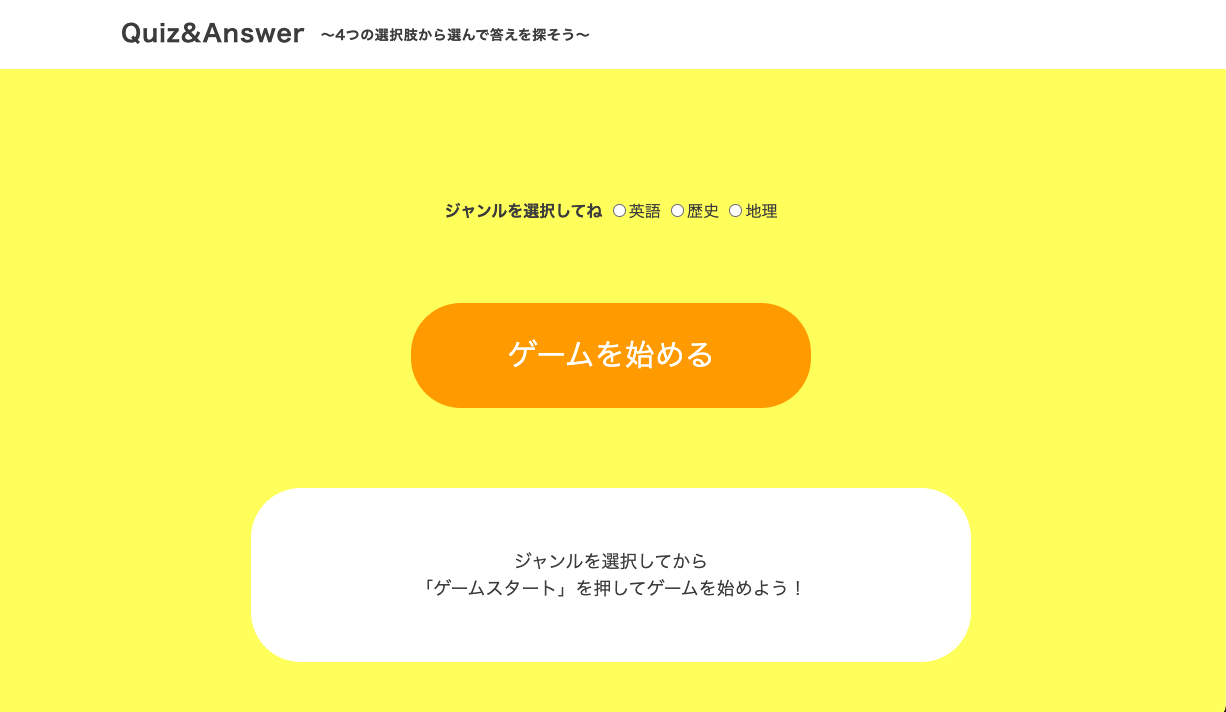 Quiz&Answer 〜4つの選択肢から選んで答えを探そう〜
ジャンルを選択してね 英語 歴史 地理
ゲームを始める
ジャンルを選択してから
「ゲームスタート」を押してゲームを始めよう！